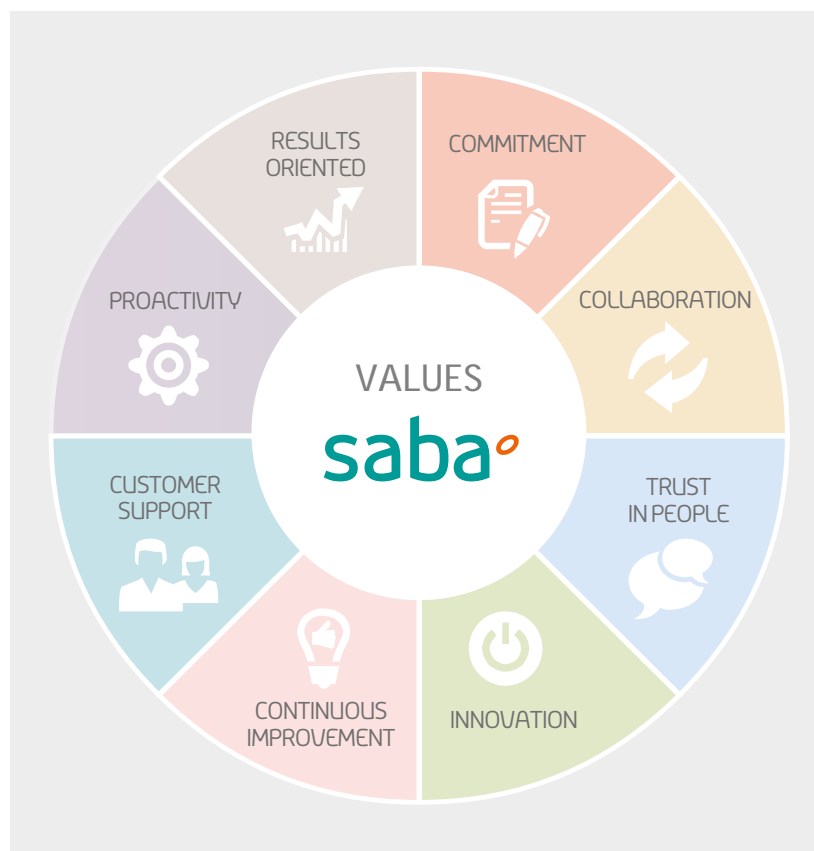 RESULTS
ORIENTED
COMMITMENT
PROACTIVITY
COLLABORATION
VALUES
saba
CUSTOMER
SUPPORT
TRUST
IN PEOPLE
CONTINUOUS
IMPROVEMENT
INNOVATION